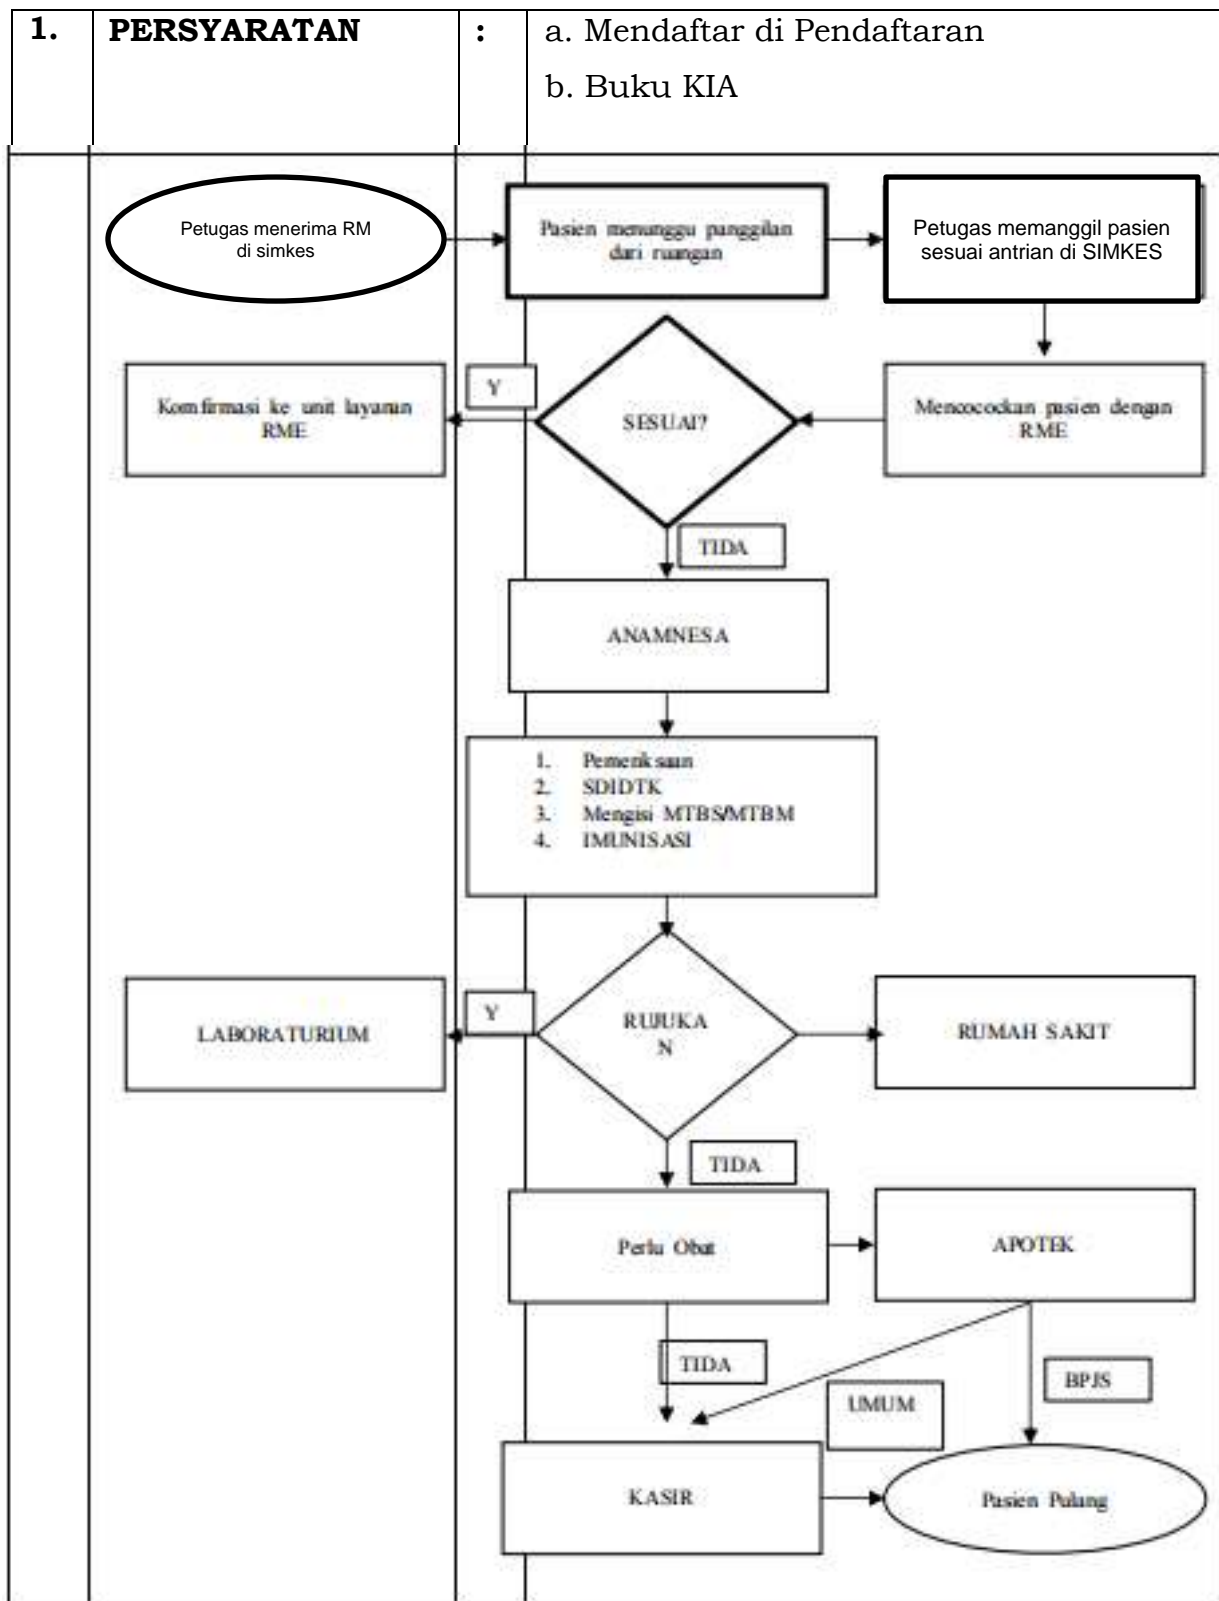 1. PERSYARATAN : a. Mendaftar di Pendaftaran
b. Buku KIA
Petugas menerima RM
di simkes
Pasien menunggu panggilan
dari ruangan
Petugas memanggil pasien
sesuai antrian di SIMKES
Komfirmasi ke unit layanan
RME
Y
SESUAI?
Mencocockan pasien dengan
RME
TIDA
ANAMNESA
1. Pemeriksaan
2. SDIDTK
3. Mengisi MTBS/MTBM
4. IMUNISASI
LABORATURIUM
Y
RUJUKA
N
RUMAH SAKIT
TIDA
Perlu Obat
APOTEK
TIDA
UMUM
BPJS
KASIR
Pasien Pulang